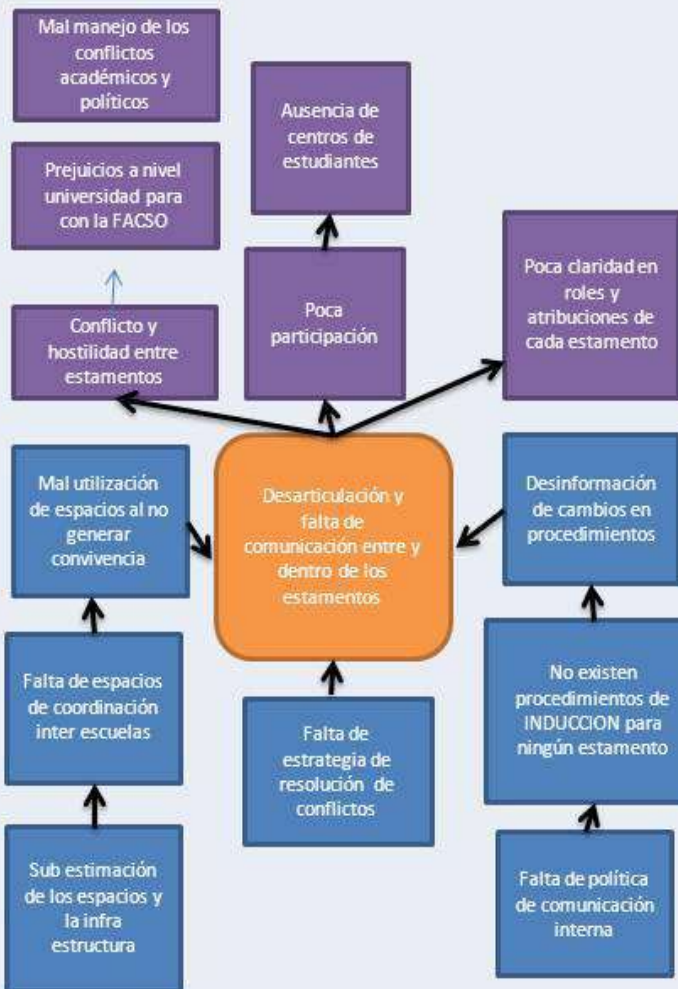 Mal manejo de los
conflictos
académicos y
políticos
Ausencia de
centros de
estudiantes
Prejuicios a nivel
universidad para
con la FACSO
Poca claridad en
roles y
atribuciones de
cada estamento
Poca
participación
Conflicto y
hostilidad entre
estamentos
Mal utilización
de espacios al no
generar
convivencia
Desarticulación y
falta de
comunicación entre y
dentro de los
estamentos
Desinformación
de cambios en
procedimientos
Falta de espacios
de coordinación
inter escuelas
Falta de
estrategia de
resolución de
conflictos
No existen
procedimientos de
INDUCCION para
ningún estamento
Sub estimación
de los espacios y
la infra
estructura
Falta de política
de comunicación
interna